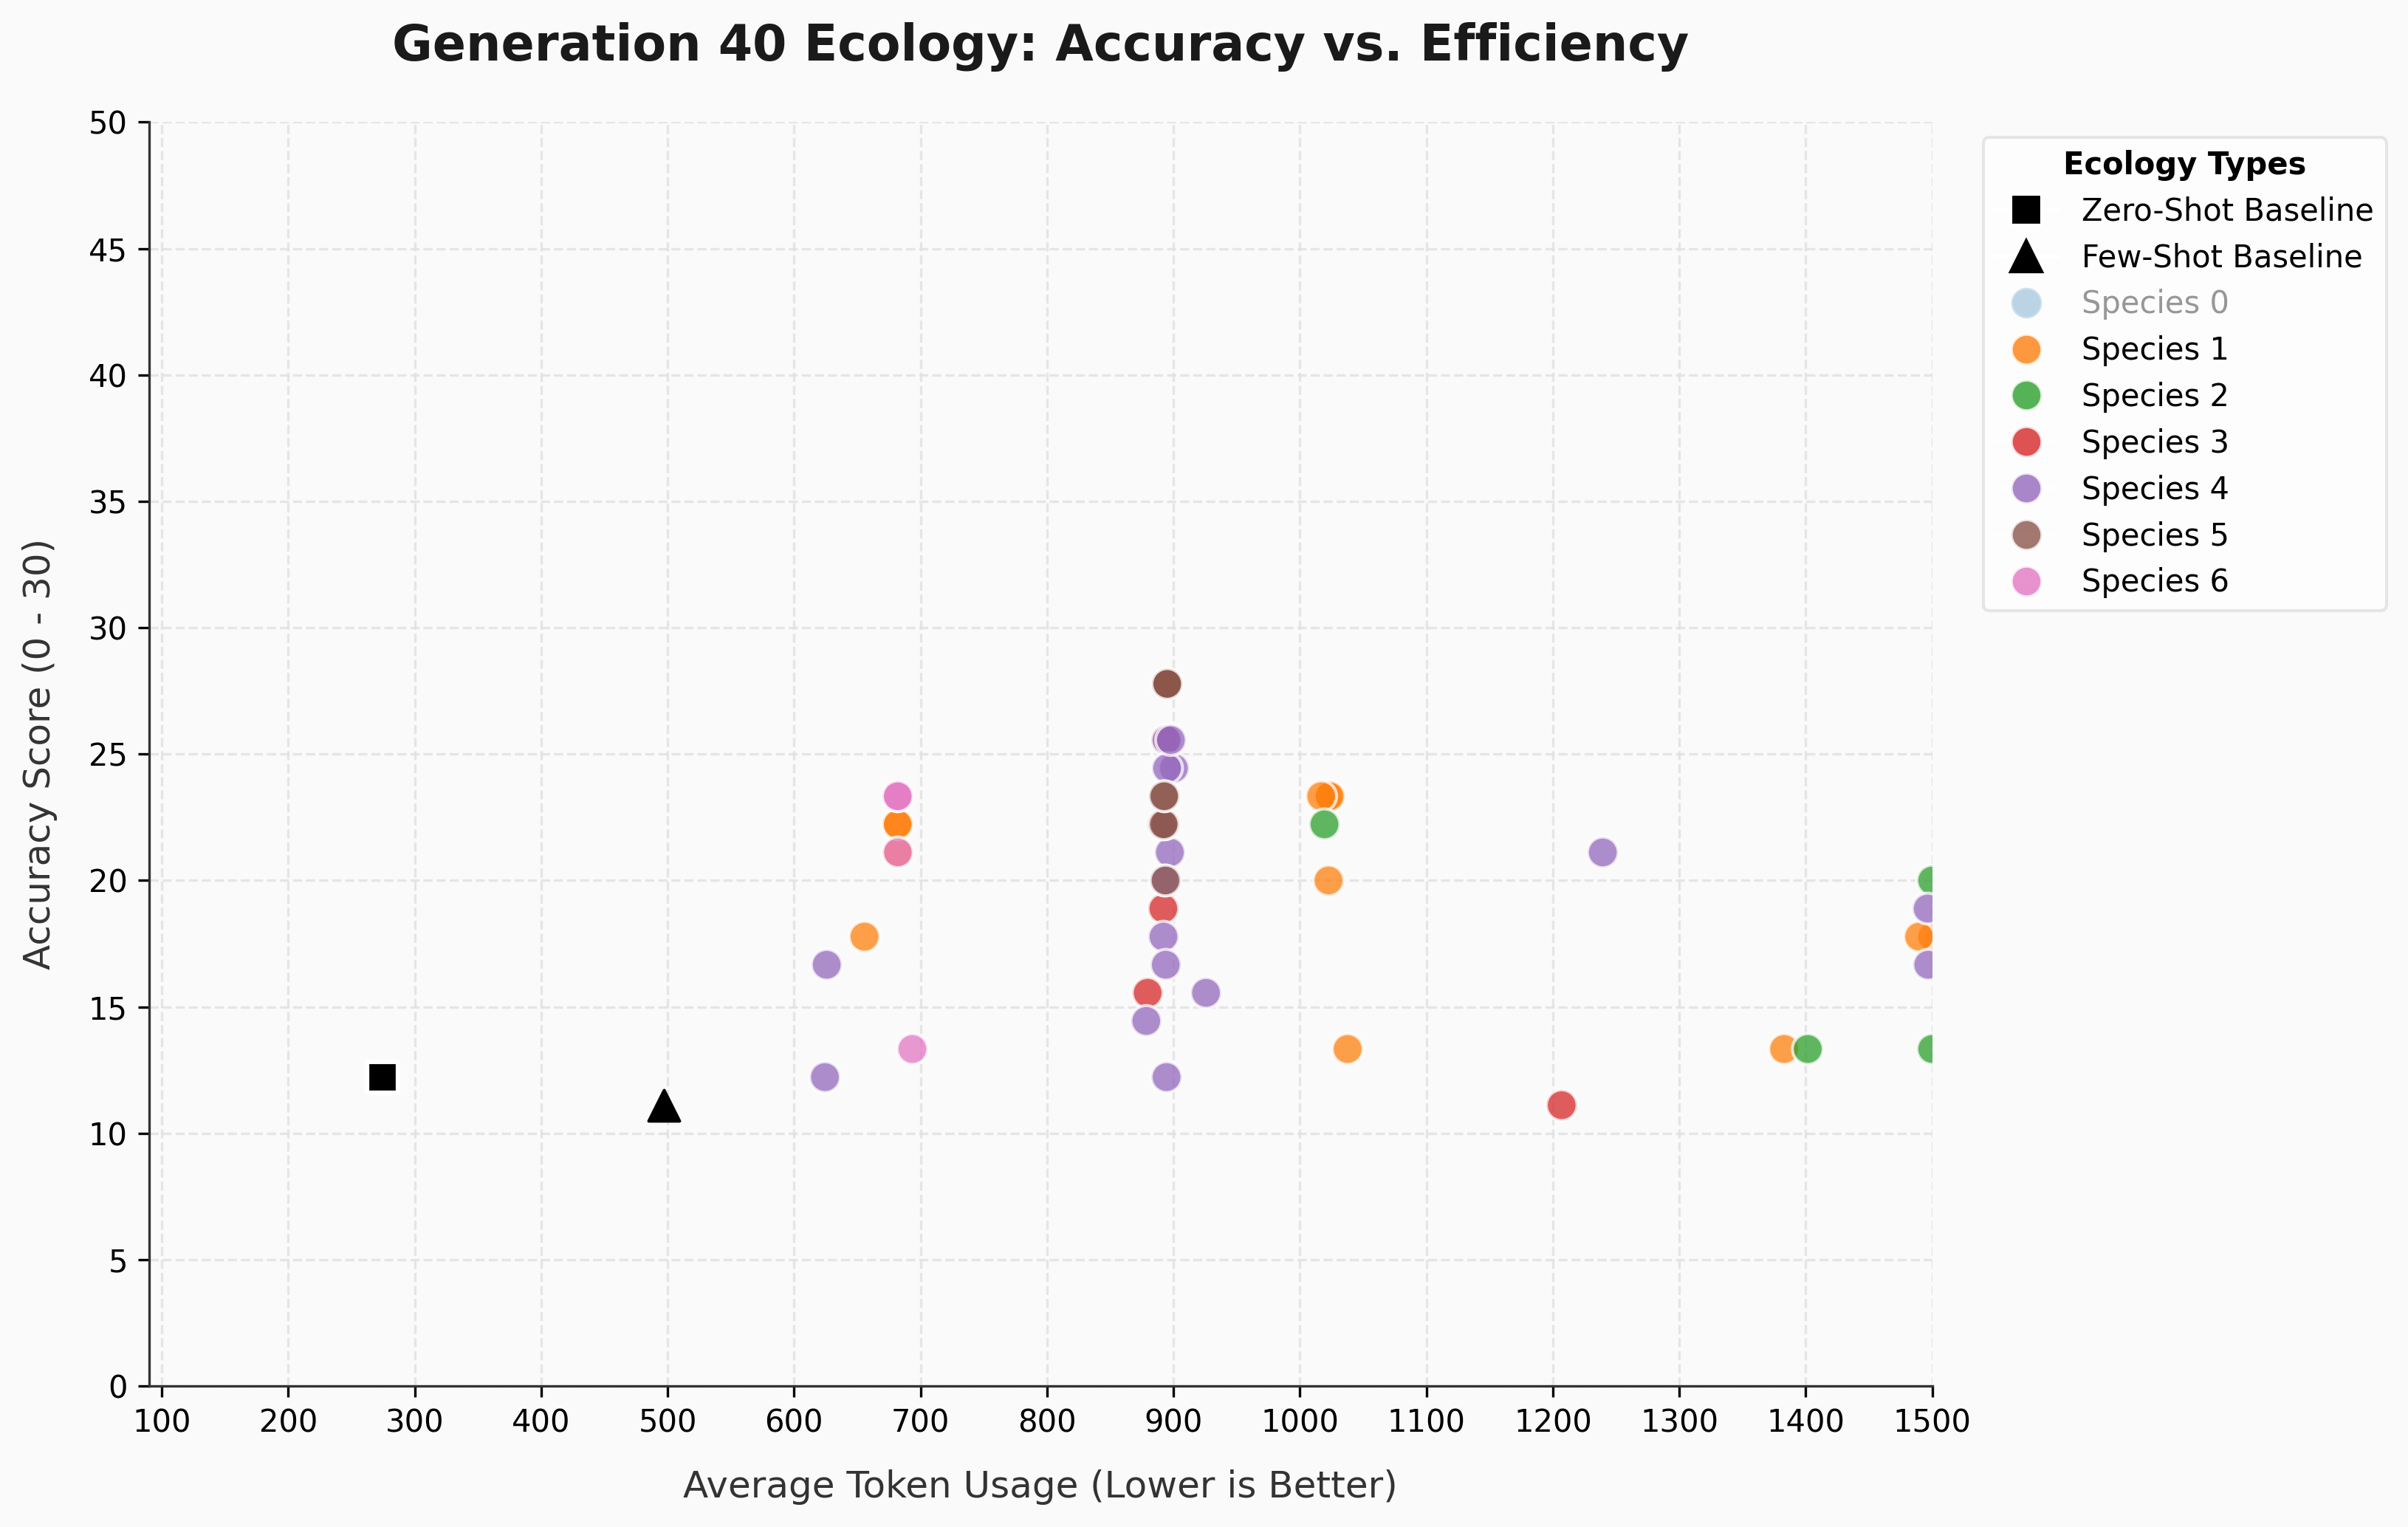 Generation 40 Ecology: Accuracy vs. Efficiency
50
45
40
35
30
25
20
15
10
5
0
Accuracy Score (0 - 30)
100 200 300 400 500 600 700 800 900 1000 1100 1200 1300 1400 1500
Average Token Usage (Lower is Better)
Ecology Types
Zero-Shot Baseline
Few-Shot Baseline
Species 0
Species 1
Species 2
Species 3
Species 4
Species 5
Species 6